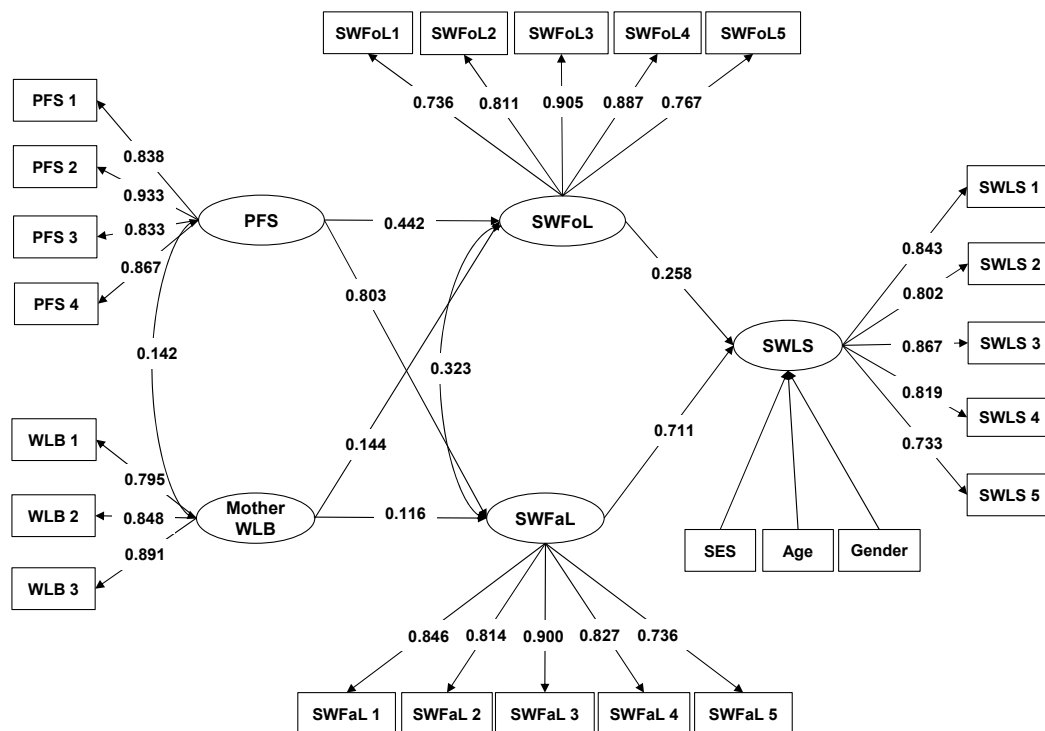 SWFoL1 SWFoL2 SWFoL3 SWFoL4 SWFoL5
0.736 0.811 0.905 0.887 0.767
PFS 1
PFS 2
PFS 3
PFS 4
0.838
0.933
0.833
0.867
PFS
0.442
SWFoL
0.803
0.142
0.323
0.144
0.258
0.711
SWLS
0.843
0.802
0.867
0.819
0.733
SWLS 1
SWLS 2
SWLS 3
SWLS 4
SWLS 5
WLB 1
WLB 2
WLB 3
0.795
0.848
0.891
Mother
WLB
0.116
SWFaL
SES Age Gender
0.846 0.814 0.900 0.827 0.736
SWFaL 1 SWFaL 2 SWFaL 3 SWFaL 4 SWFaL 5